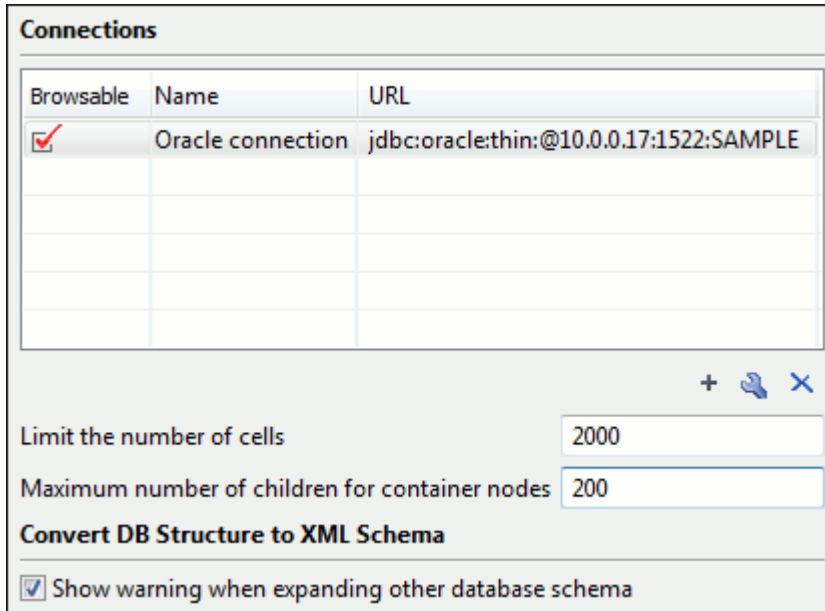 Connections
Browsable Name URL
Oracle connection jdbc:oracle:thin:@10.0.0.17:1522:SAMPLE
Limit the number of cells 2000
Maximum number of children for container nodes 200
Convert DB Structure to XML Schema
Show warning when expanding other database schema